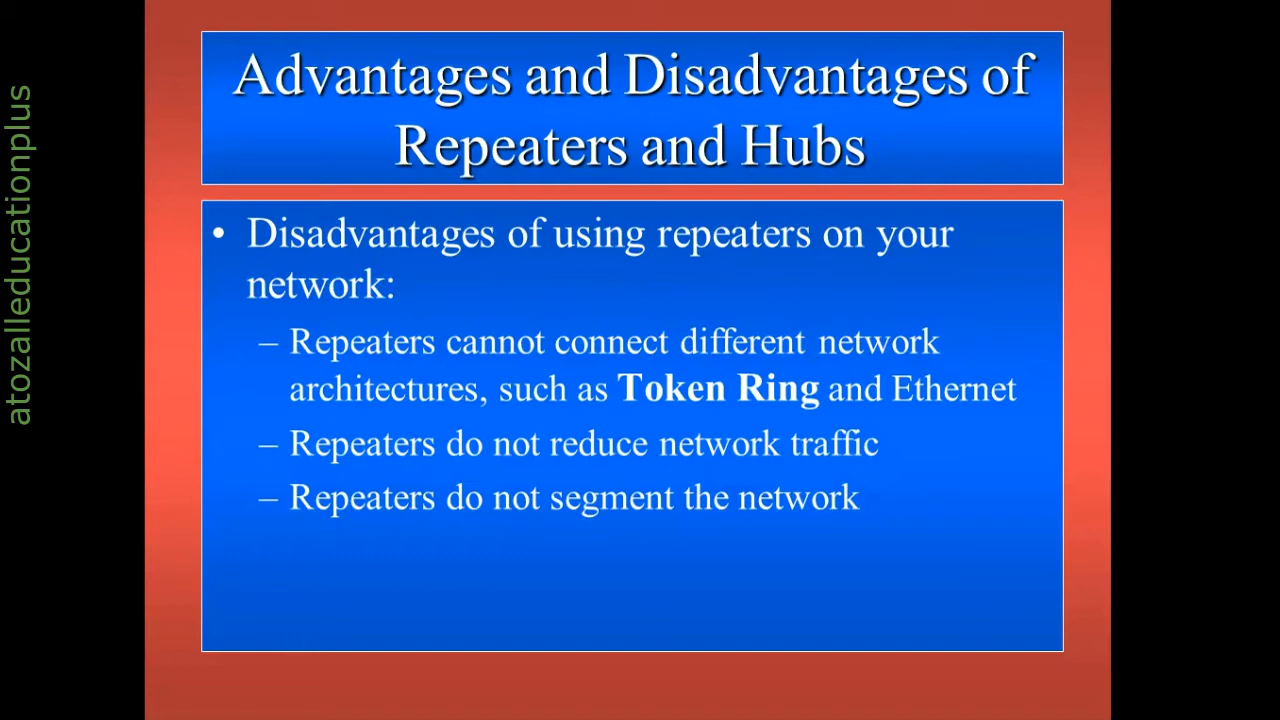 Advantages and Disadvantages of
Repeaters and Hubs
• Disadvantages of using repeaters on your
network:
– Repeaters cannot connect different network
architectures, such as Token Ring and Ethernet
– Repeaters do not reduce network traffic
– Repeaters do not segment the network
atozalleducationplus